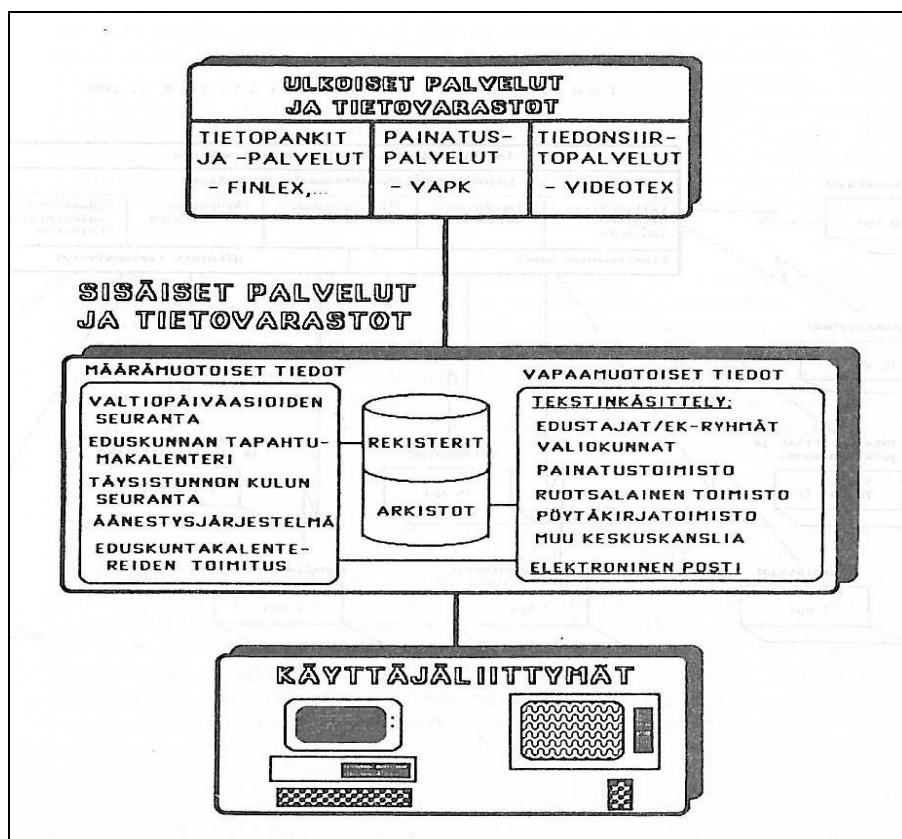 ULKOISET PALVELUT
JA TIETOVARASTOT
TIETOPANKIT
JA -PALVELUT
- FINLEX,...
PAINATUS-
PALVELUT
- VAPK
TIEDONSIIR-
TOPALVELUT
- VIDEOTEX
SISÄISET PALVELUT
JA TIETOVARASTOT
MÄÄRÄMUOTOISET TIEDOT
VALTIOPÄIVÄASIOIDEN
SEURANTA
EDUSKUNNAN TAPAHTU-
MAKALENTERI
TÄYSISTUNNON KULUN
SEURANTA
ÄÄNESTYSJÄRJESTELMÄ
EDUSKUNTAKALENTE-
REIDEN TOIMITUS
REKISTERIT
ARKISTOT
VAPAAMUOTOISET TIEDOT
TEKSTINKÄSITTELY:
EDUSTAJAT/EK-RYHMÄT
VALIOKUNNAT
PAINATUSTOIMISTO
RUOTSALAINEN TOIMISTO
PÖYTÄKIRJATOIMISTO
MUU KESKUSKANSLIA
ELEKTRONINEN POSTI
KÄYTTÄJÄLIITTYMÄT